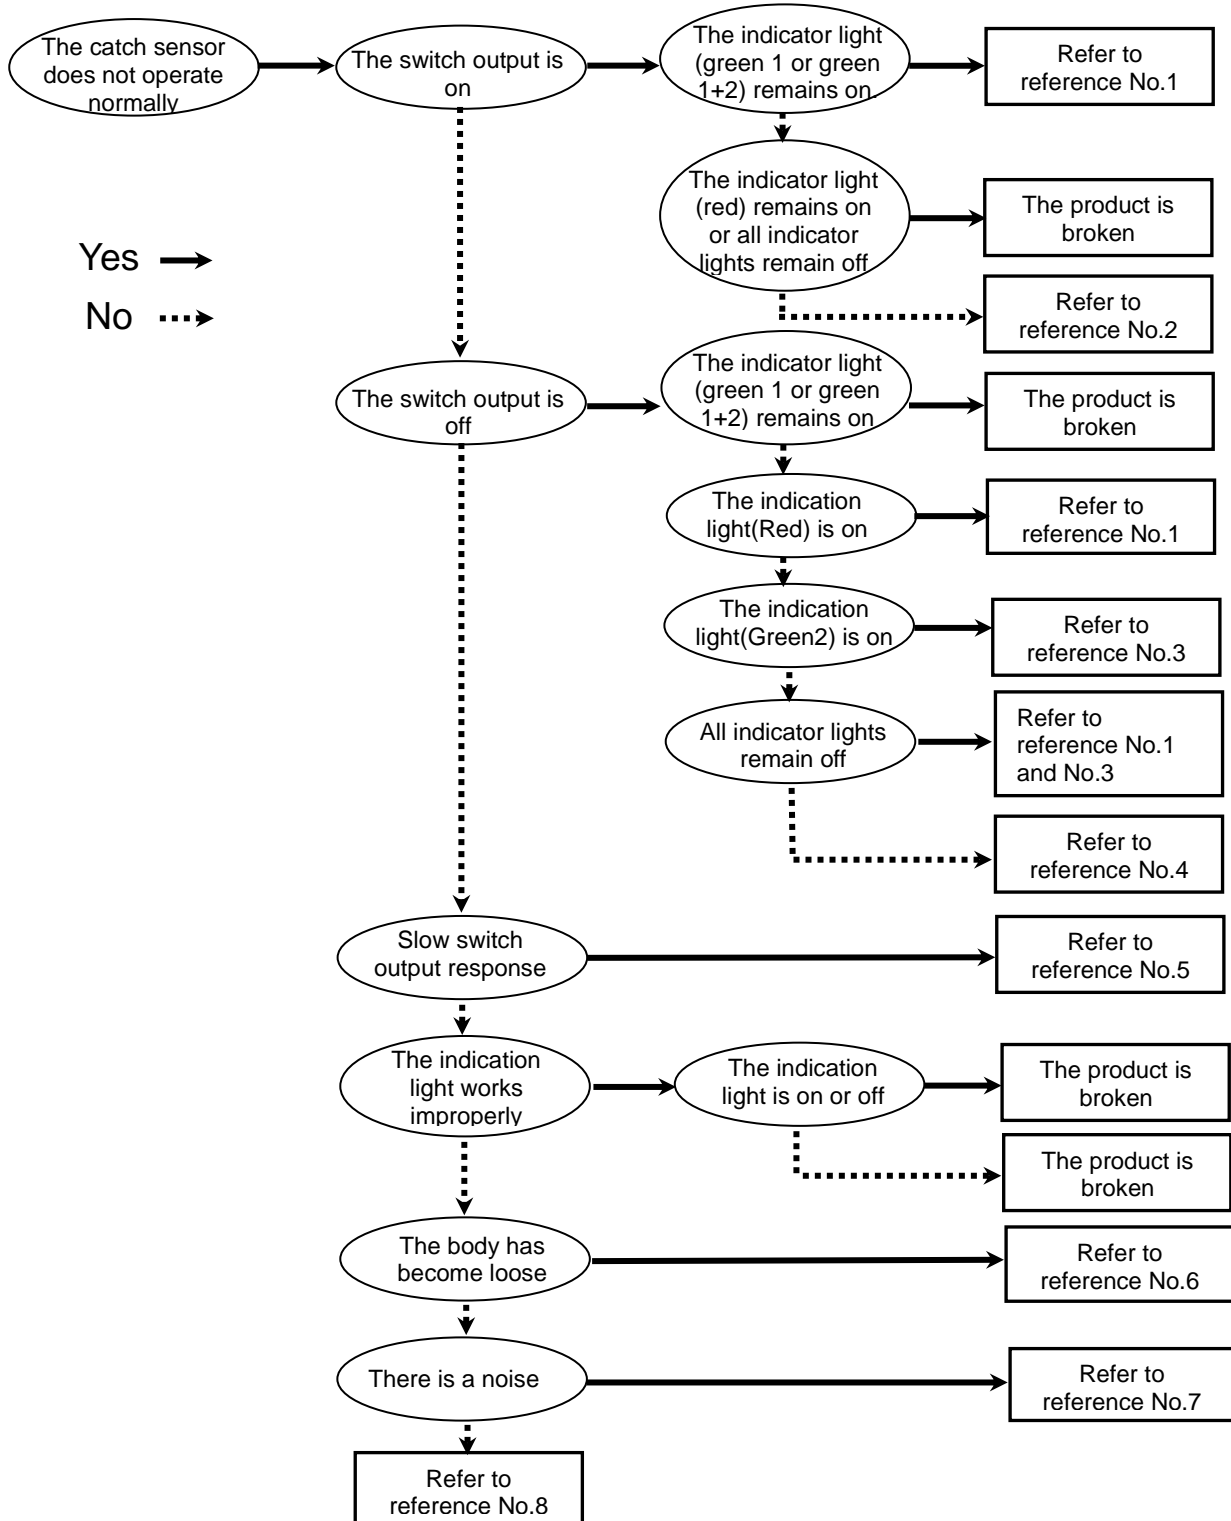 The catch sensor
does not operate
normally
The switch output is
on
The indicator light
(green 1 or green
1+2) remains on.
Refer to
reference No.1
The indicator light
(red) remains on
or all indicator
lights remain off
The product is
broken
Yes
No
Refer to
reference No.2
The switch output is
off
The indicator light
(green 1 or green
1+2) remains on
The product is
broken
The indication
light(Red) is on
Refer to
reference No.1
The indication
light(Green2) is on
Refer to
reference No.3
All indicator lights
remain off
Refer to
reference No.1
and No.3
Refer to
reference No.4
Slow switch
output response
Refer to
reference No.5
The indication
light works
improperly
The indication
light is on or off
The product is
broken
The product is
broken
The body has
become loose
Refer to
reference No.6
There is a noise
Refer to
reference No.7
Refer to
reference No.8